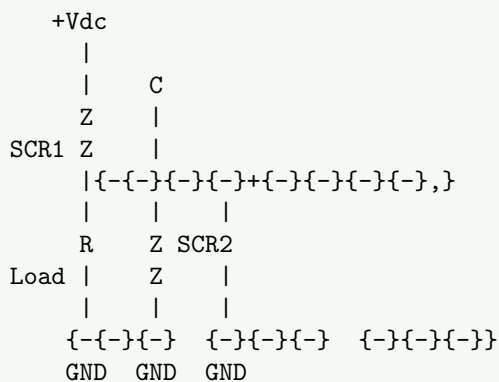 +Vdc
|
| C
Z |
SCR1 Z |
|{-{-}{-}{-}+{-}{-}{-}{-},}
| | |
R Z SCR2
Load | Z |
| | |
{-{-}{-} {-}{-}{-} {-}{-}{-}}
GND GND GND